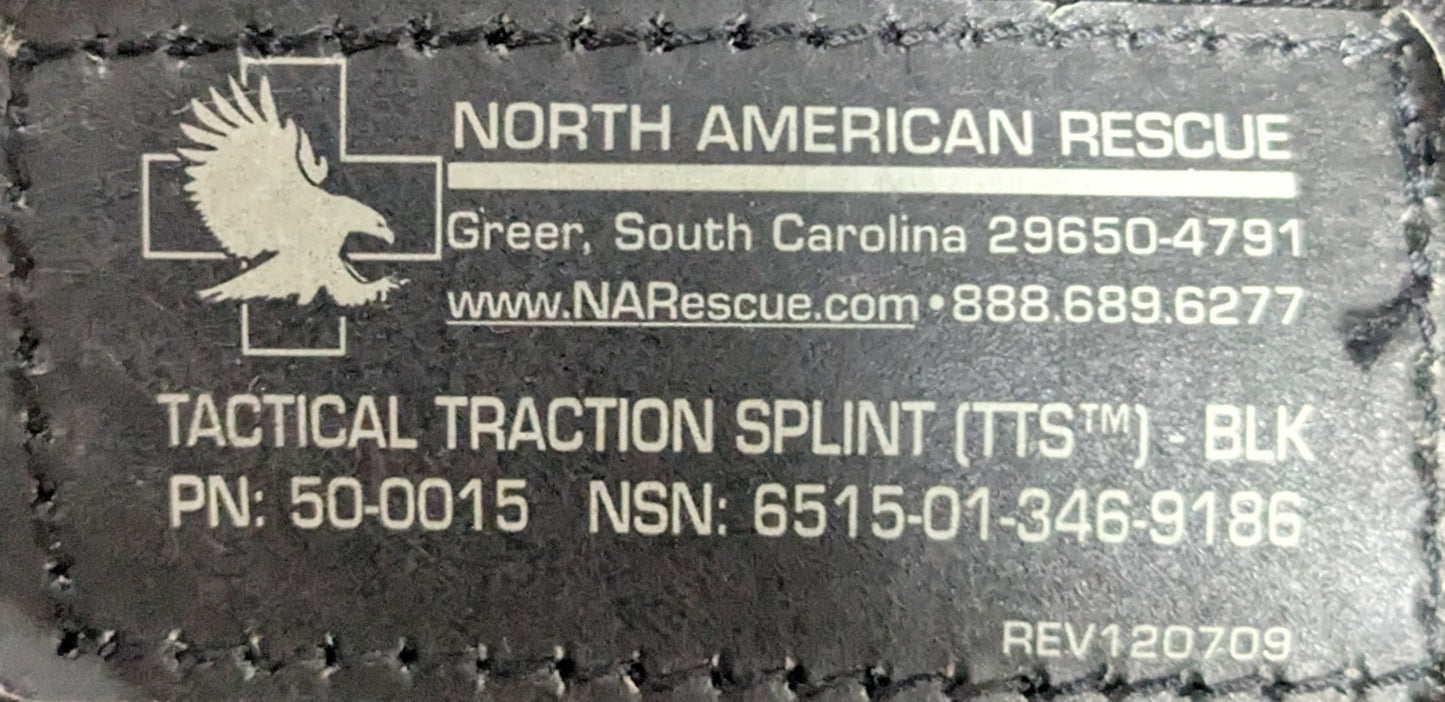 NORTH AMERICAN RESCUE
Greer, South Carolina 29650-4791
www.NARescue.com•888.689.6277
TACTICAL TRACTION SPLINT (TTS™) - BLK
PN: 50-0015 NSN: 6515-01-346-9186
REV120709